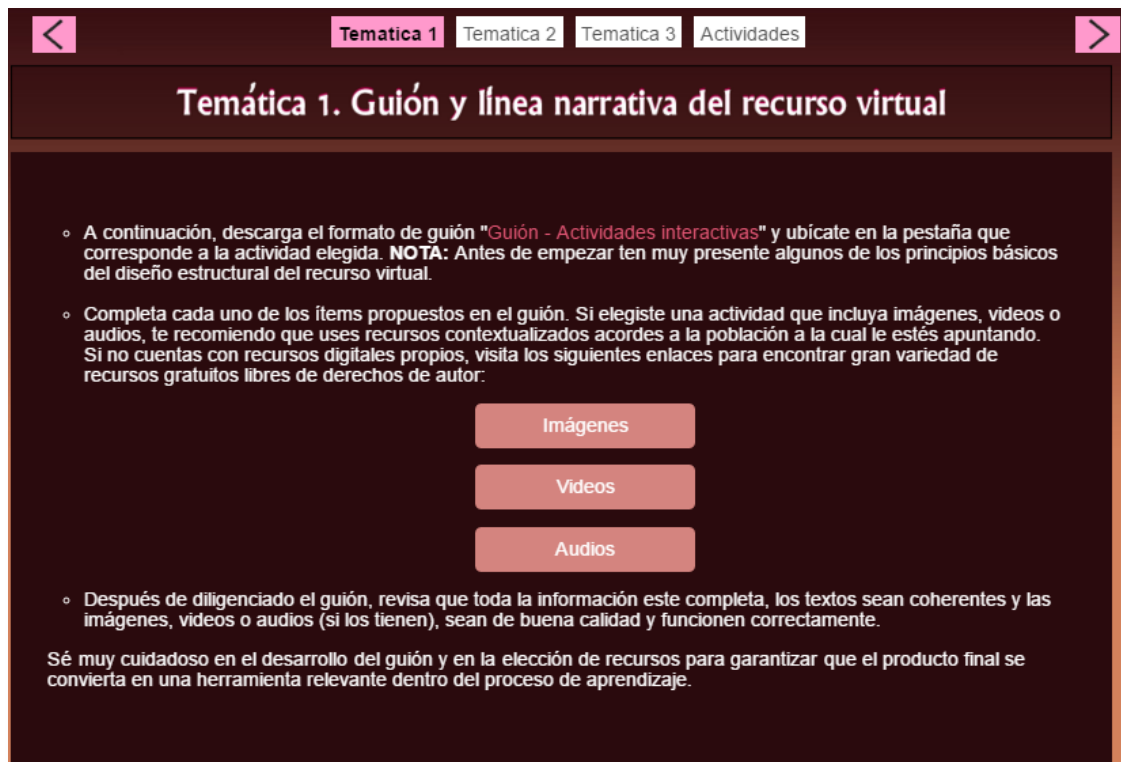 Tematica 1 Tematica 2 Tematica 3 Actividades
Temática 1. Guión y línea narrativa del recurso virtual
A continuación, descarga el formato de guión "Guión - Actividades interactivas" y ubícate en la pestaña que
corresponde a la actividad elegida. NOTA: Antes de empezar ten muy presente algunos de los principios básicos
del diseño estructural del recurso virtual.
Completa cada uno de los ítems propuestos en el guión. Si elegiste una actividad que incluya imágenes, videos o
audios, te recomiendo que uses recursos contextualizados acordes a la población a la cual le estés apuntando.
Si no cuentas con recursos digitales propios, visita los siguientes enlaces para encontrar gran variedad de
recursos gratuitos libres de derechos de autor:
Imágenes
Videos
Audios
Después de diligenciado el guión, revisa que toda la información este completa, los textos sean coherentes y las
imágenes, videos o audios (si los tienen), sean de buena calidad y funcionen correctamente.
Sé muy cuidadoso en el desarrollo del guión y en la elección de recursos para garantizar que el producto final se
convierta en una herramienta relevante dentro del proceso de aprendizaje.